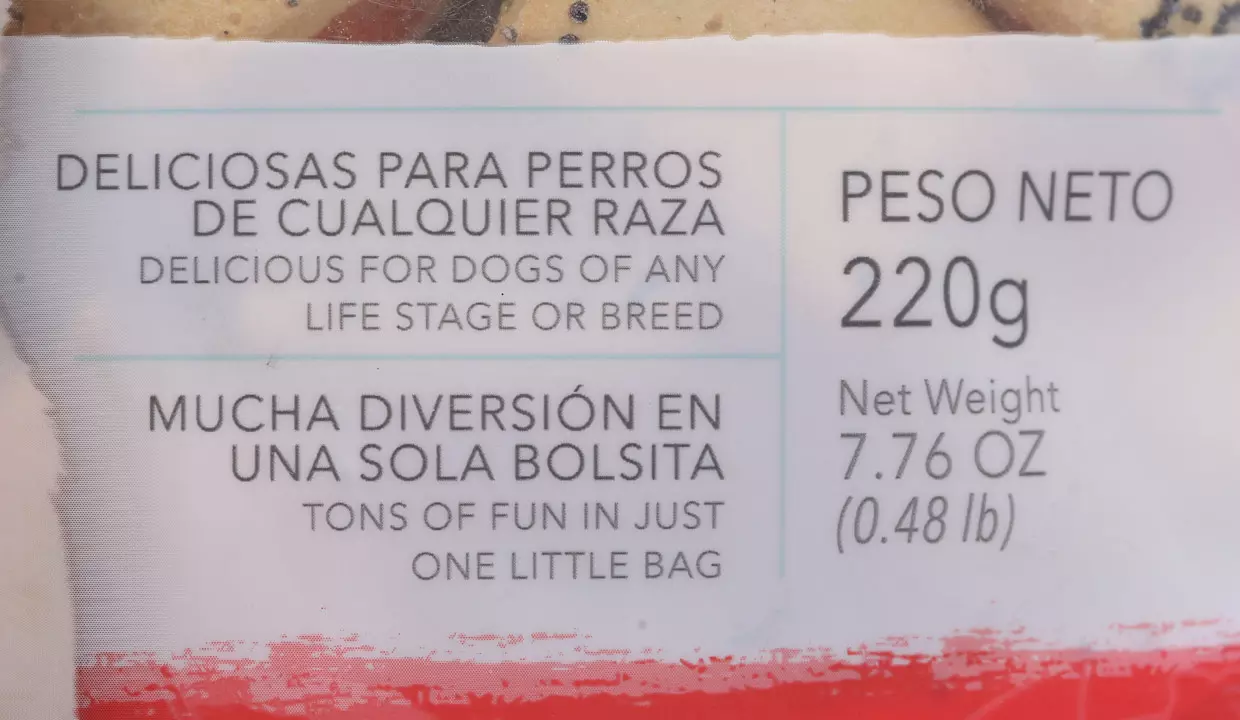 DELICIOSAS PARA PERROS
DE CUALQUIER RAZA
DELICIOUS FOR DOGS OF ANY
LIFE STAGE OR BREED
MUCHA DIVERSIÓN EN
UNA SOLA BOLSITA
TONS OF FUN IN JUST
ONE LITTLE BAG
PESO NETO
220g
Net Weight
7.76 OZ
(0.48 lb)